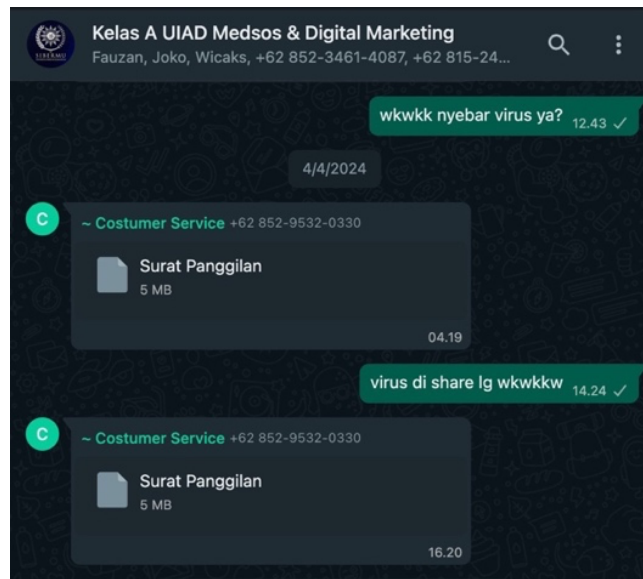 Kelas A UIAD Medsos & Digital Marketing
Fauzan, Joko, Wicaks, +62 852-3461-4087, +62 815-24...
wkwkk nyebar virus ya? 12.43
4/4/2024
C
~ Costumer Service +62 852-9532-0330
Surat Panggilan
5 MB
04.19
virus di share lg wkwkkw 14.24
C
~ Costumer Service +62 852-9532-0330
Surat Panggilan
5 MB
16.20